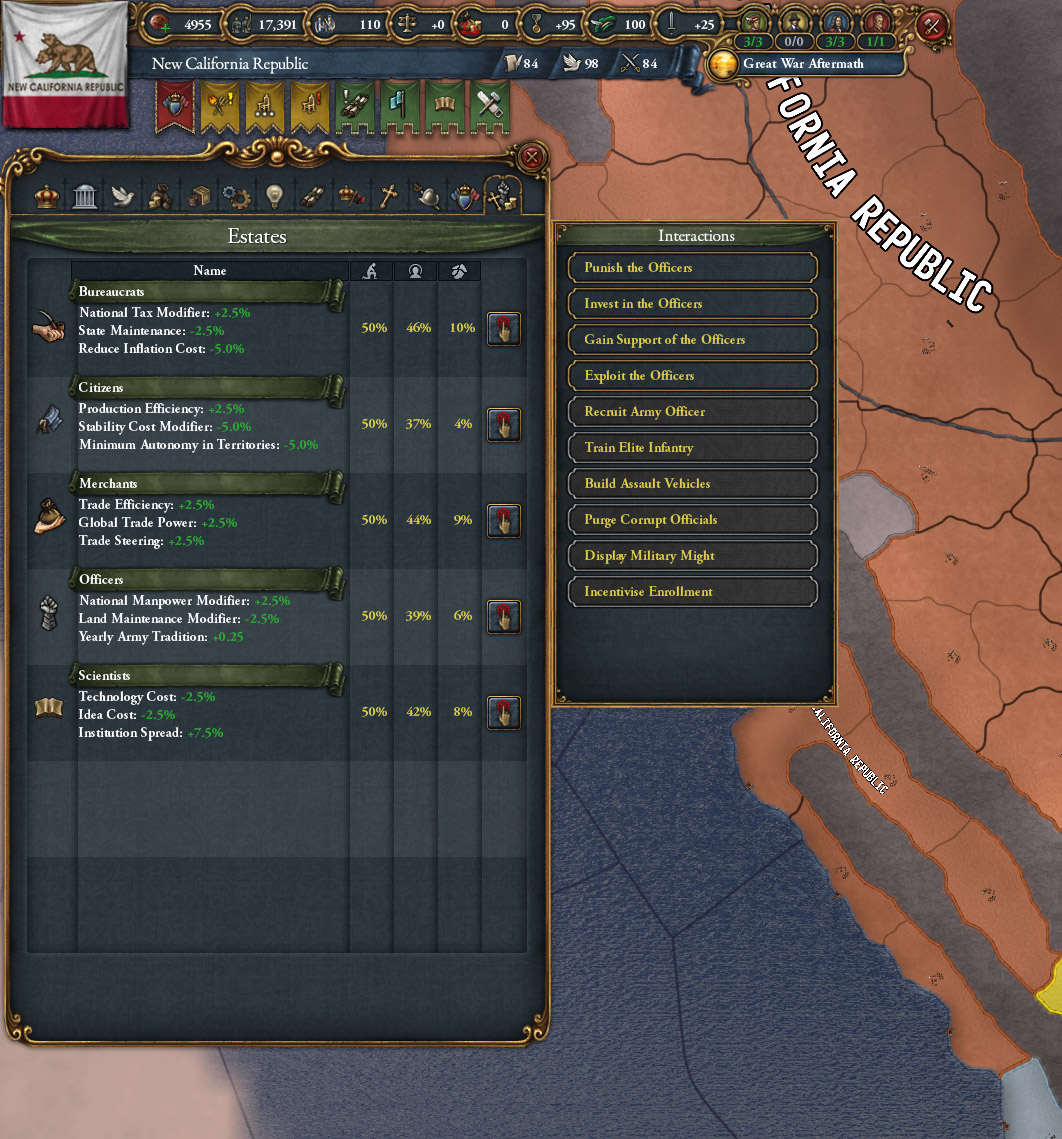 4955 17,391 110 +0 0 +95 100 +25
3/3 0/0 3/3 1/1
NEW CALIFORNIA REPUBLIC
New California Republic 84 98 84
Great War Aftermath
FORNIA REPUBLIC
Estates
Name
Bureaucrats
National Tax Modifier: +2.5%
State Maintenance: -2.5%
Reduce Inflation Cost: -5.0%
50% 46% 10%
Citizens
Production Efficiency: +2.5%
Stability Cost Modifier: -5.0%
Minimum Autonomy in Territories: -5.0%
50% 37% 4%
Merchants
Trade Efficiency: +2.5%
Global Trade Power: +2.5%
Trade Steering: +2.5%
50% 44% 9%
Officers
National Manpower Modifier: +2.5%
Land Maintenance Modifier: -2.5%
Yearly Army Tradition: +0.25
50% 39% 6%
Scientists
Technology Cost: -2.5%
Idea Cost: -2.5%
Institution Spread: +7.5%
50% 42% 8%
Interactions
Punish the Officers
Invest in the Officers
Gain Support of the Officers
Exploit the Officers
Recruit Army Officer
Train Elite Infantry
Build Assault Vehicles
Purge Corrupt Officials
Display Military Might
Incentivise Enrollment
CALIFORNIA REPUBLIC